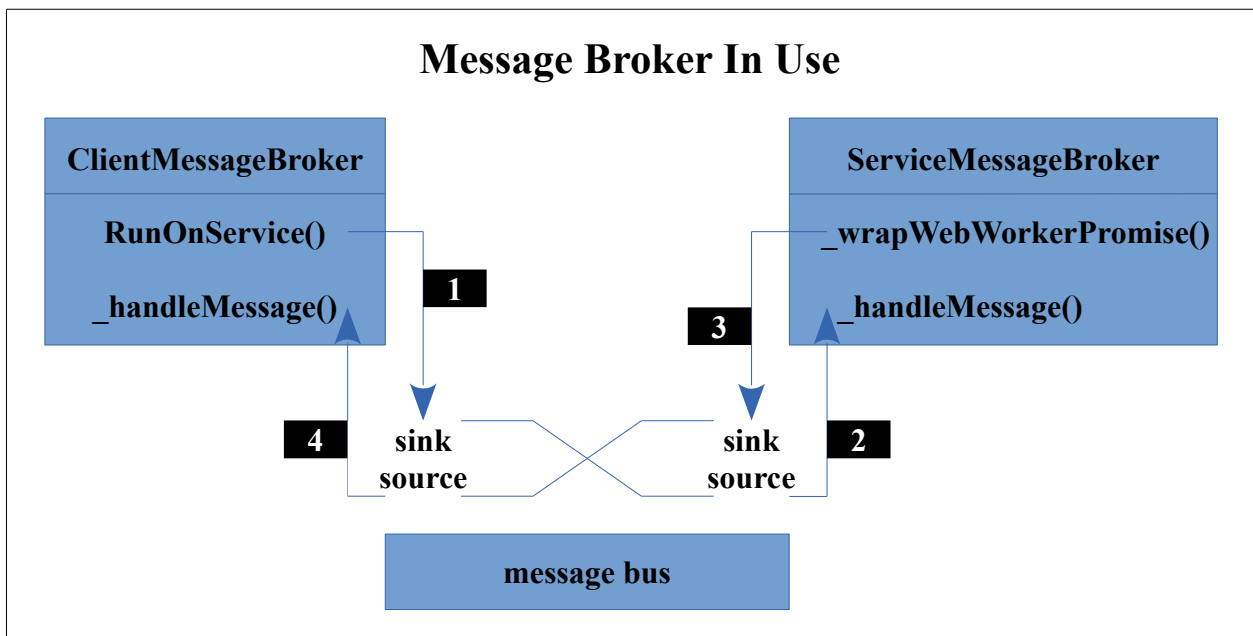 Message Broker In Use
ClientMessageBroker
RunOnService()
_handleMessage()
ServiceMessageBroker
_wrapWebWorkerPromise()
_handleMessage()
1
3
4
sink
source
sink
source
2
message bus